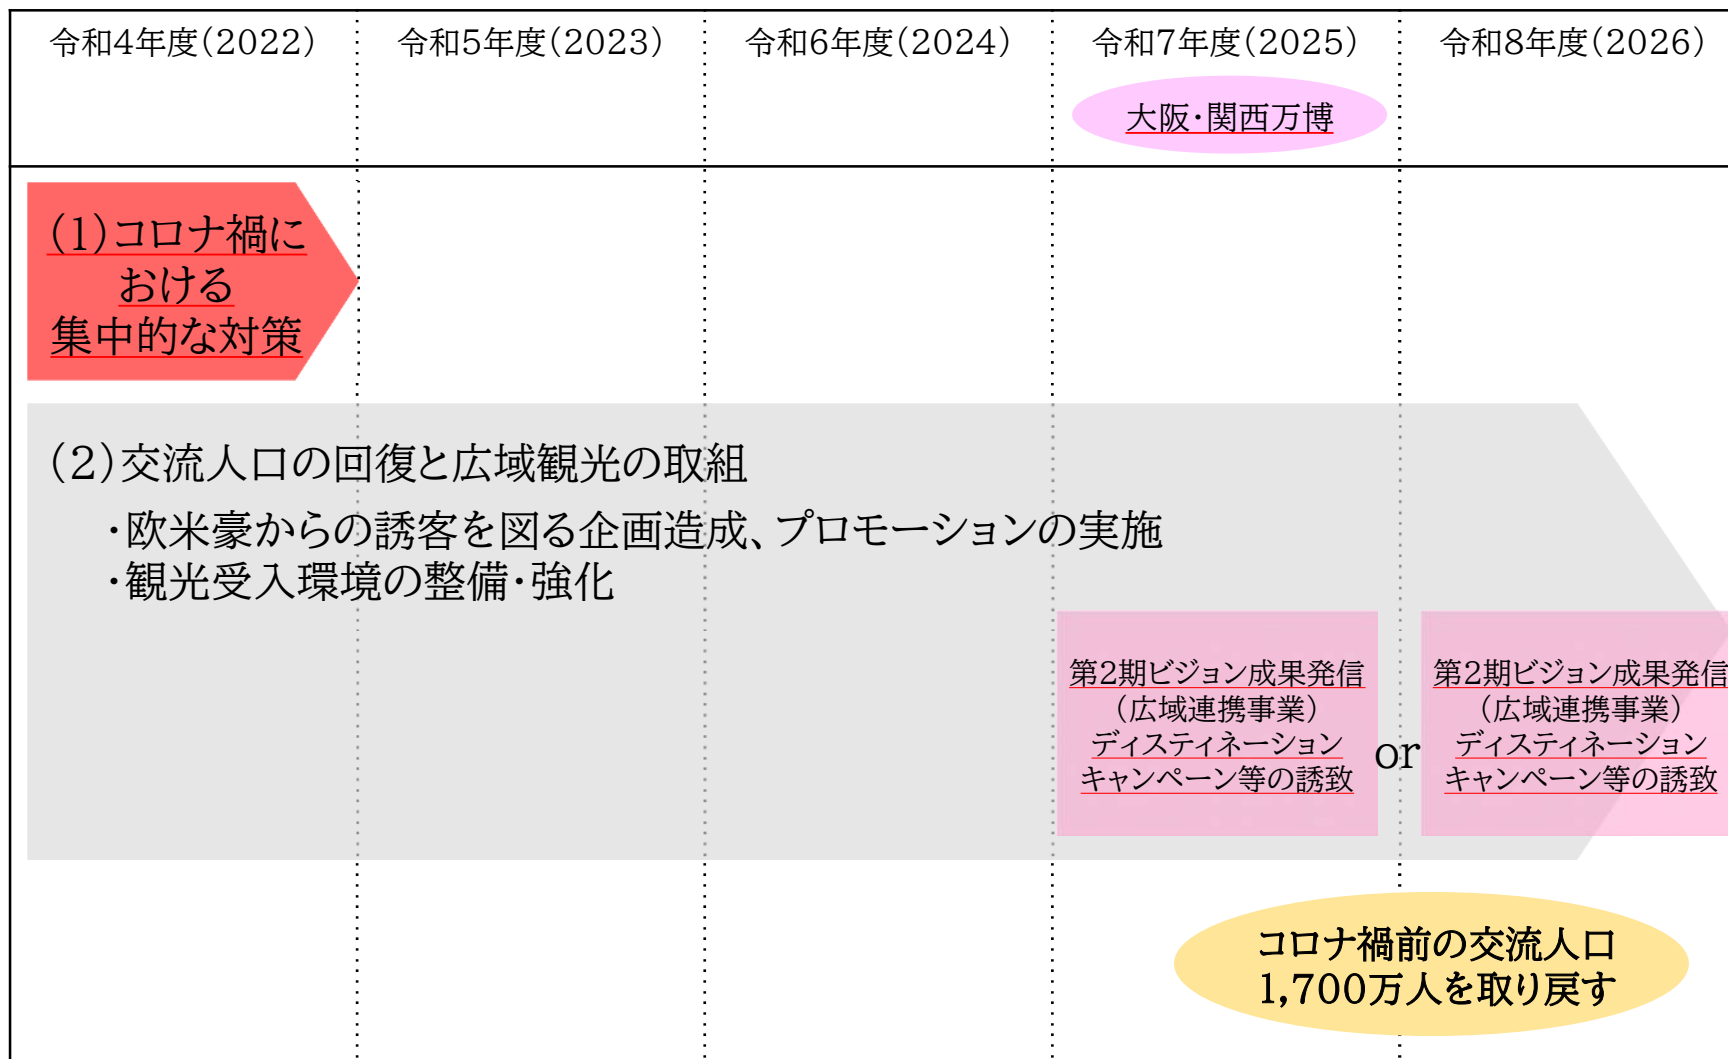 令和4年度(2022)
令和5年度(2023)
令和6年度(2024)
令和7年度(2025)
令和8年度(2026)
大阪・関西万博
(1)コロナ禍に
おける
集中的な対策
(2)交流人口の回復と広域観光の取組
・欧米豪からの誘客を図る企画造成、プロモーションの実施
・観光受入環境の整備・強化
第2期ビジョン成果発信
(広域連携事業)
ディスティネーション
キャンペーン等の誘致
or
第2期ビジョン成果発信
(広域連携事業)
ディスティネーション
キャンペーン等の誘致
コロナ禍前の交流人口
1,700万人を取り戻す